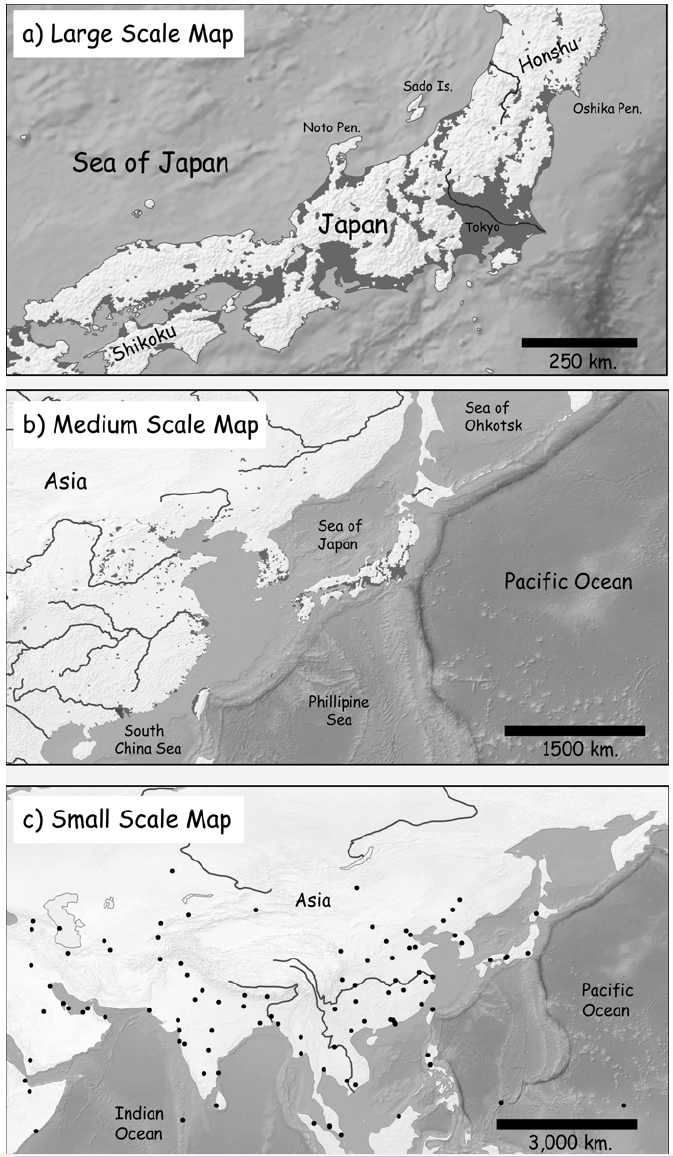 a) Large Scale Map
Honshu
Sado Is.
Oshika Pen.
Noto Pen.
Sea of Japan
Japan
Tokyo
Shikoku
250 km.
b) Medium Scale Map
Sea of
Ohkotsk
Asia
Sea of
Japan
Pacific Ocean
Phillipine
Sea
South
China Sea
1500 km.
c) Small Scale Map
Asia
Pacific
Ocean
Indian
Ocean
3,000 km.